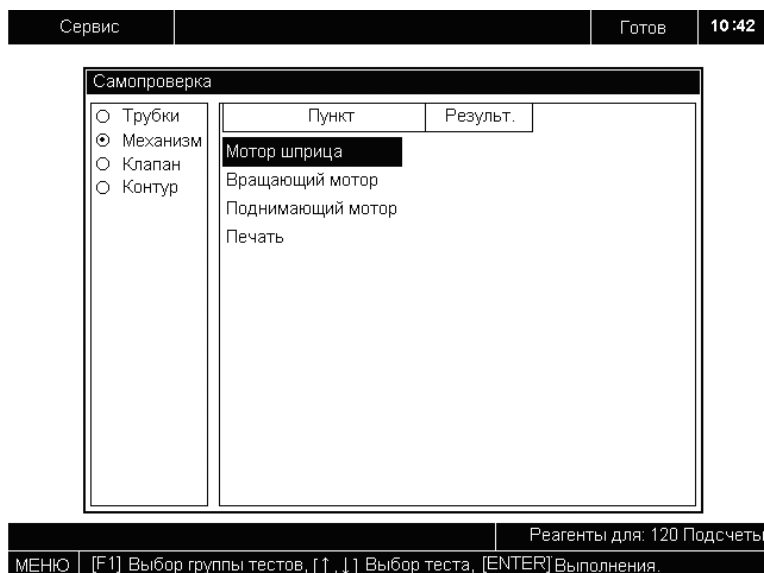 Сервис Готов 10:42
Самопроверка
Трубки
Механизм
Клапан
Контур
Пункт Результ.
Мотор шприца
Вращающий мотор
Поднимающий мотор
Печать
Реагенты для: 120 Подсчеты
МЕНЮ [F1] Выбор группы тестов, [↑,↓] Выбор теста, [ENTER] Выполнения.